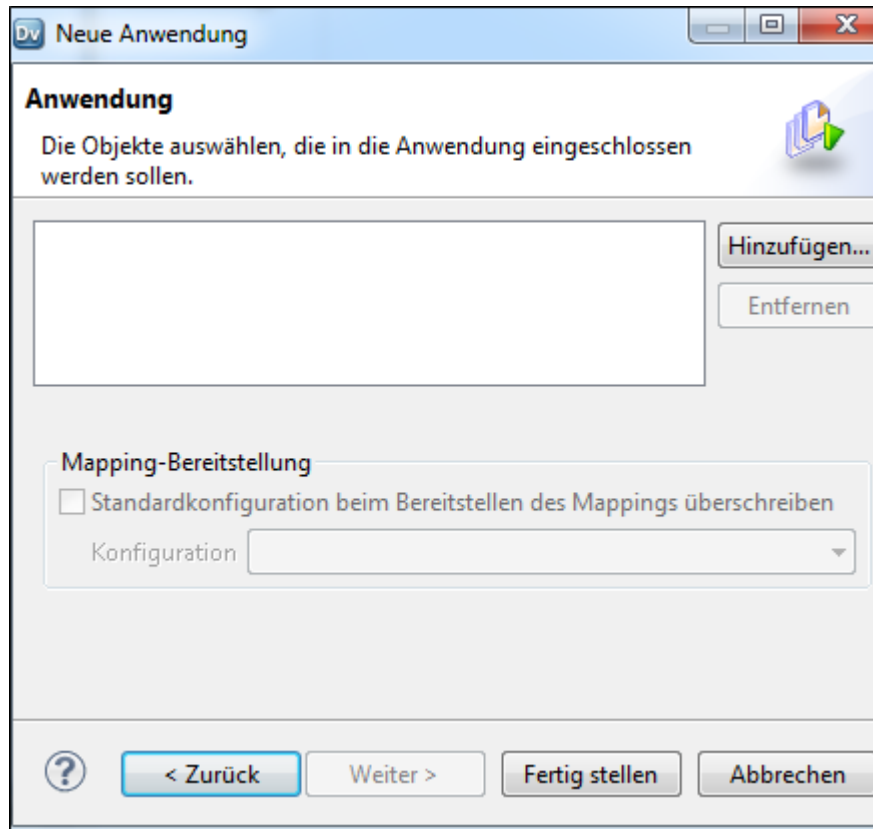 Dv Neue Anwendung
Anwendung
Die Objekte auswählen, die in die Anwendung eingeschlossen
werden sollen.
Hinzufügen...
Entfernen
Mapping-Bereitstellung
Standardkonfiguration beim Bereitstellen des Mappings überschreiben
Konfiguration
? < Zurück Weiter > Fertig stellen Abbrechen